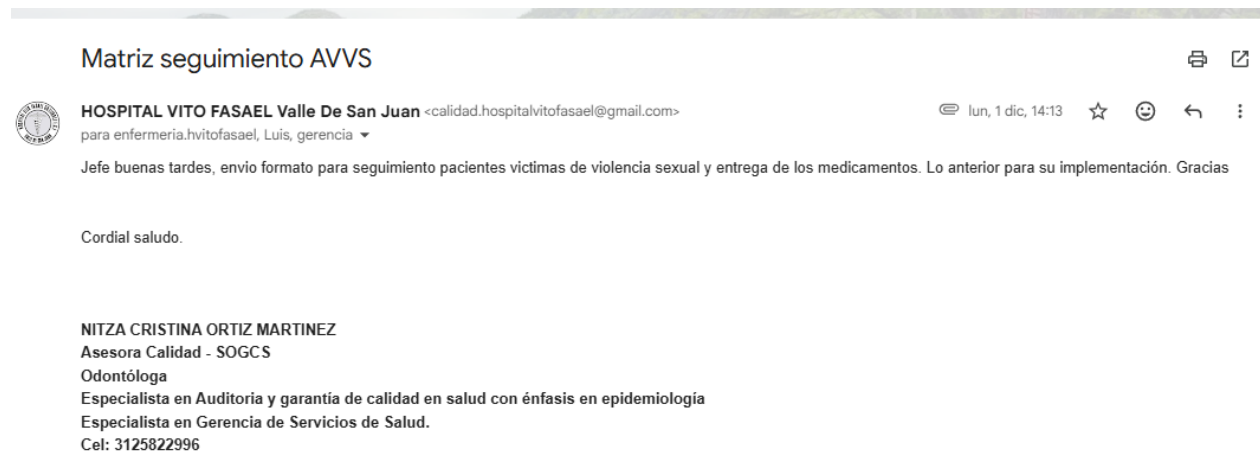 Matriz seguimiento AVVS
HOSPITAL VITO FASAEL Valle De San Juan <calidad.hospitalvitofasael@gmail.com>
lun, 1 dic, 14:13
para enfermeria.hvitofasael, Luis, gerencia
Jefe buenas tardes, envio formato para seguimiento pacientes victimas de violencia sexual y entrega de los medicamentos. Lo anterior para su implementación. Gracias
Cordial saludo.
NITZA CRISTINA ORTIZ MARTINEZ
Asesora Calidad - SOGCS
Odontóloga
Especialista en Auditoria y garantía de calidad en salud con énfasis en epidemiología
Especialista en Gerencia de Servicios de Salud.
Cel: 3125822996